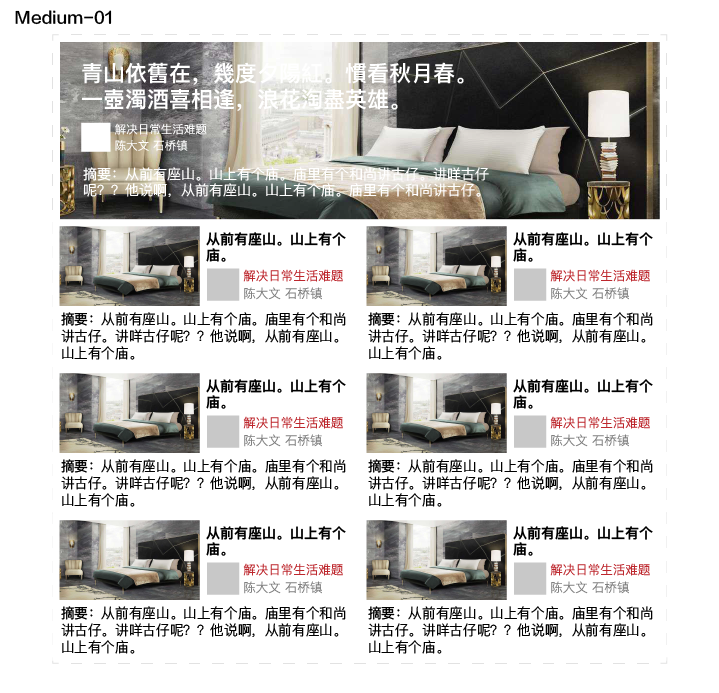 Medium-01
青山依舊在，幾度夕陽紅。慣看秋月春。
一壺濁酒喜相逢，浪花淘盡英雄。
解决日常生活难题
陈大文 石桥镇
摘要：从前有座山。山上有个庙。庙里有个和尚讲古仔。讲咩古仔
呢？？他说啊，从前有座山。山上有个庙。庙里有个和尚讲古仔。
从前有座山。山上有个
庙。
解决日常生活难题
陈大文 石桥镇
摘要：从前有座山。山上有个庙。庙里有个和尚
讲古仔。讲咩古仔呢？？他说啊，从前有座山。
山上有个庙。
从前有座山。山上有个
庙。
解决日常生活难题
陈大文 石桥镇
摘要：从前有座山。山上有个庙。庙里有个和尚
讲古仔。讲咩古仔呢？？他说啊，从前有座山。
山上有个庙。
从前有座山。山上有个
庙。
解决日常生活难题
陈大文 石桥镇
摘要：从前有座山。山上有个庙。庙里有个和尚
讲古仔。讲咩古仔呢？？他说啊，从前有座山。
山上有个庙。
从前有座山。山上有个
庙。
解决日常生活难题
陈大文 石桥镇
摘要：从前有座山。山上有个庙。庙里有个和尚
讲古仔。讲咩古仔呢？？他说啊，从前有座山。
山上有个庙。
从前有座山。山上有个
庙。
解决日常生活难题
陈大文 石桥镇
摘要：从前有座山。山上有个庙。庙里有个和尚
讲古仔。讲咩古仔呢？？他说啊，从前有座山。
山上有个庙。
从前有座山。山上有个
庙。
解决日常生活难题
陈大文 石桥镇
摘要：从前有座山。山上有个庙。庙里有个和尚
讲古仔。讲咩古仔呢？？他说啊，从前有座山。
山上有个庙。